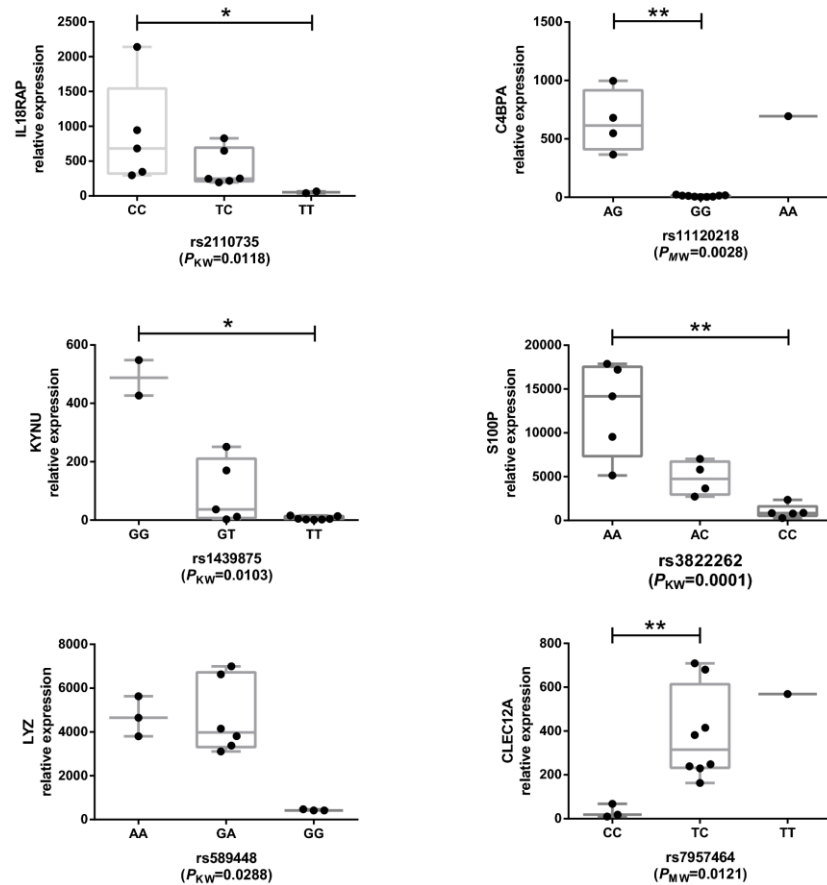 *
2500
2000
1500
1000
500
0
IL18RAP
relative expression
CC TC TT
rs2110735
(PKW=0.0118)
**
1500
1000
500
0
C4BPA
relative expression
AG GG AA
rs11120218
(PMW=0.0028)
*
600
400
200
0
KYNU
relative expression
GG GT TT
rs1439875
(PKW=0.0103)
**
20000
15000
10000
5000
0
S100P
relative expression
AA AC CC
rs3822262
(PKW=0.0001)
8000
6000
4000
2000
0
LYZ
relative expression
AA GA GG
rs589448
(PKW=0.0288)
**
800
600
400
200
0
CLEC12A
relative expression
CC TC TT
rs7957464
(PMW=0.0121)